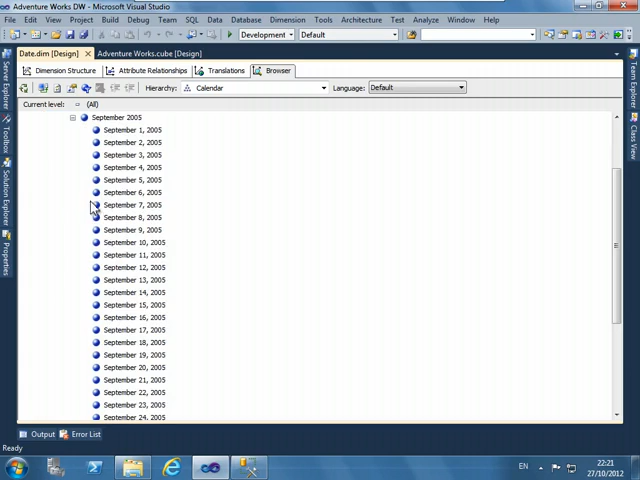 Adventure Works DW - Microsoft Visual Studio
File Edit View Project Build Debug Team SQL Data Database Dimension Tools Architecture Test Analyze Window Help
Development Default
Date.dim [Design] Adventure Works.cube [Design]
Dimension Structure Attribute Relationships Translations Browser
Hierarchy: Calendar Language: Default
Current level: (All)
September 2005
September 1, 2005
September 2, 2005
September 3, 2005
September 4, 2005
September 5, 2005
September 6, 2005
September 7, 2005
September 8, 2005
September 9, 2005
September 10, 2005
September 11, 2005
September 12, 2005
September 13, 2005
September 14, 2005
September 15, 2005
September 16, 2005
September 17, 2005
September 18, 2005
September 19, 2005
September 20, 2005
September 21, 2005
September 22, 2005
September 23, 2005
September 24, 2005
Server Explorer
Toolbox
Solution Explorer
Properties
Team Explorer
Class View
Output Error List
Ready
EN
22:21
27/10/2012